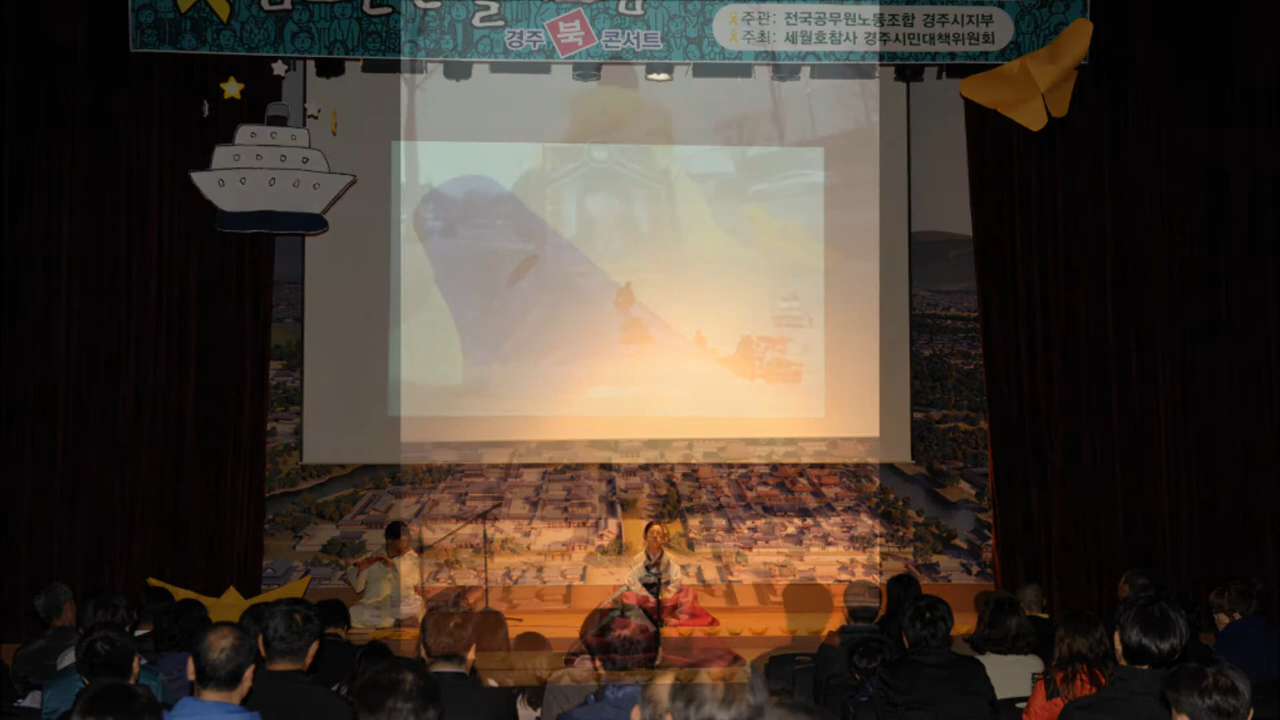 주관: 전국공무원노동조합 경주시지부
경주 북 콘서트
주최: 세월호참사 경주시민대책위원회